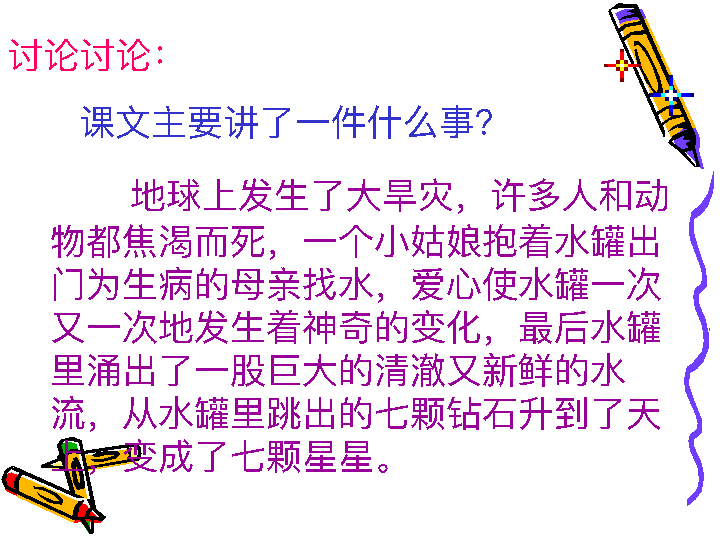 讨论讨论：
课文主要讲了一件什么事？
地球上发生了大旱灾，许多人和动
物都焦渴而死，一个小姑娘抱着水罐出
门为生病的母亲找水，爱心使水罐一次
又一次地发生着神奇的变化，最后水罐
里涌出了一股巨大的清澈又新鲜的水
流，从水罐里跳出的七颗钻石升到了天
上，变成了七颗星星。